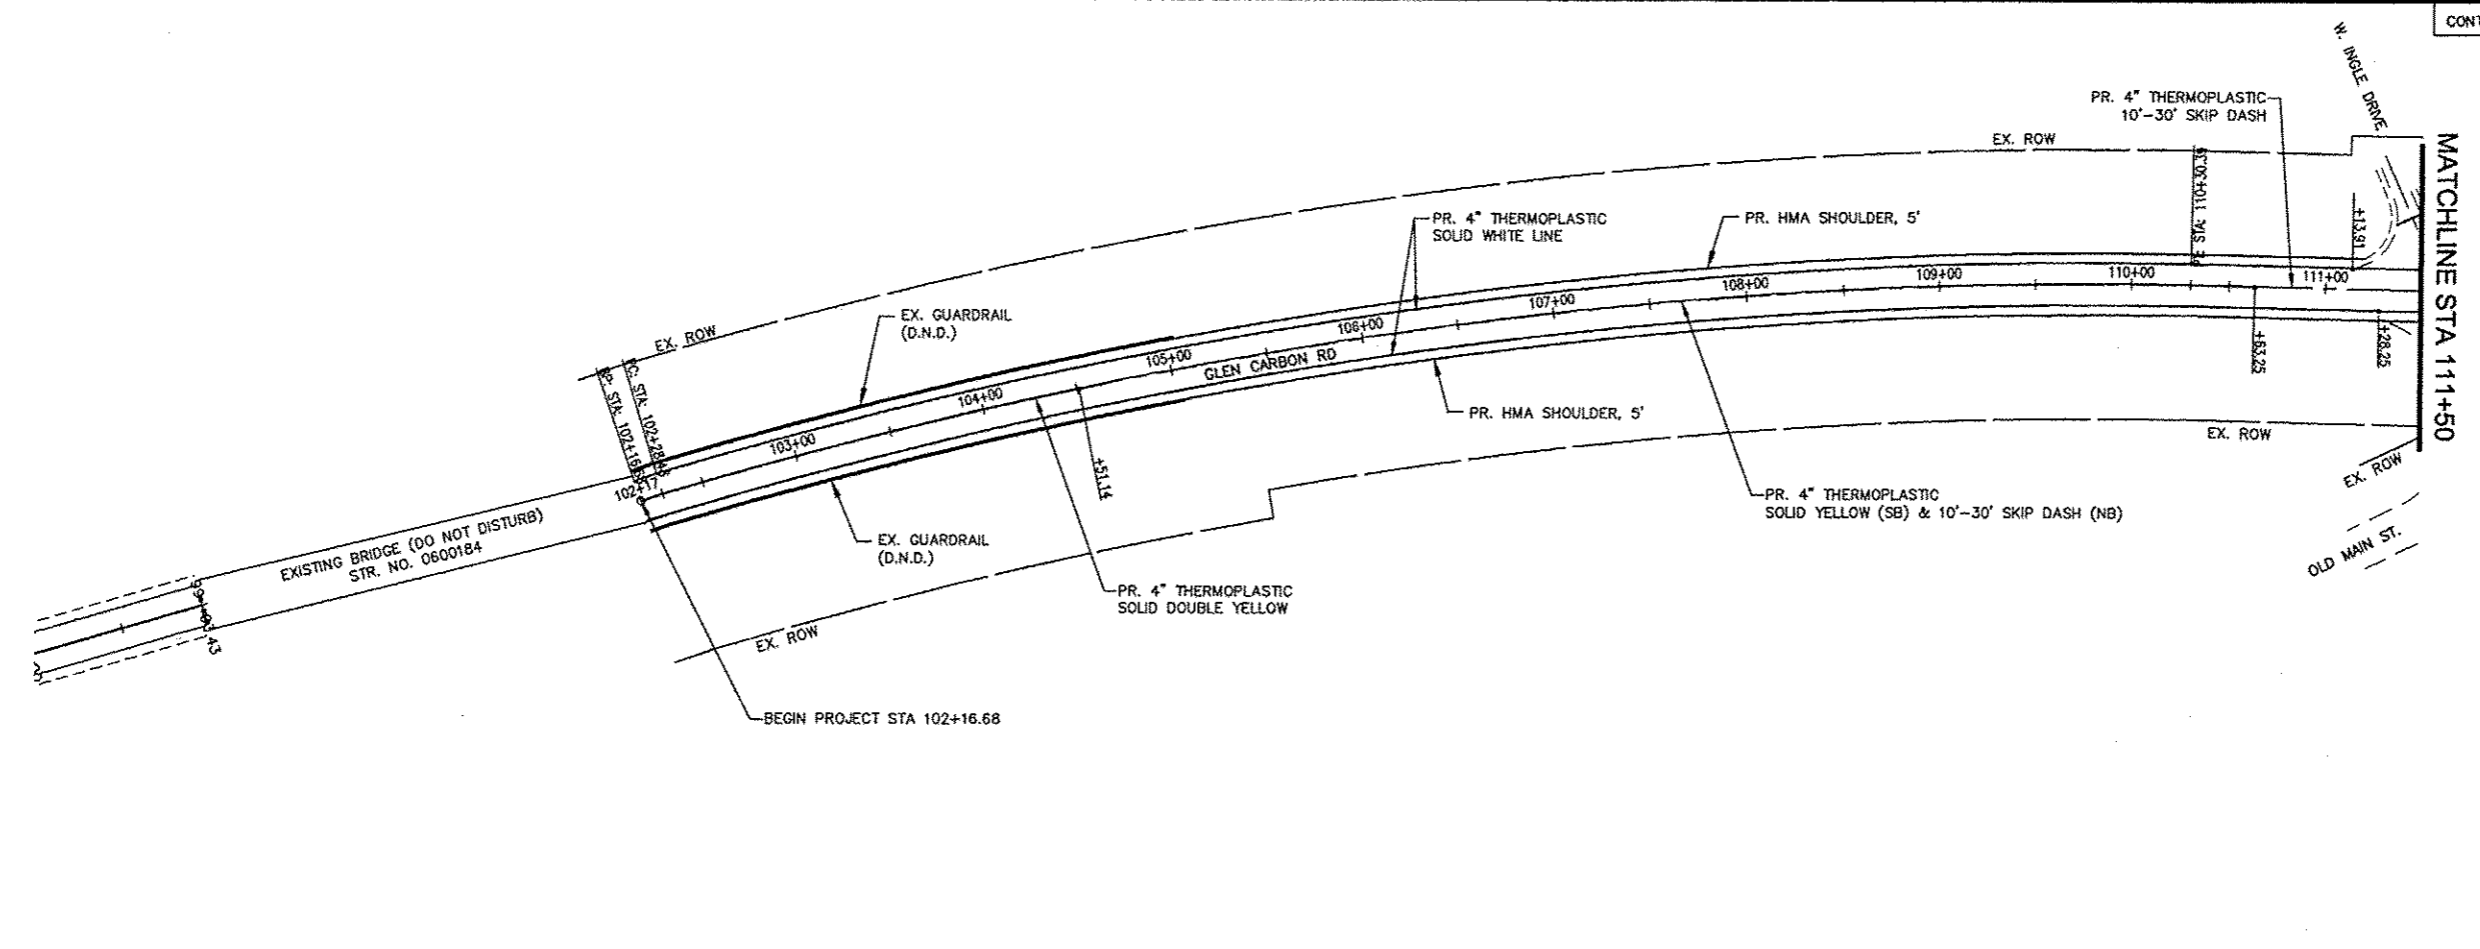 CONT
W. INGLE DRIVE
PR. 4" THERMOPLASTIC
10'-30' SKIP DASH
EX. ROW
MATCHLINE STA 111+50
PR. 4" THERMOPLASTIC
SOLID WHITE LINE
PR. HMA SHOULDER, 5'
STA: 110+30.39
+13.91
109+00
110+00
111+00
108+00
107+00
106+00
105+00
104+00
103+00
102+17
GLEN CARBON RD
EX. GUARDRAIL
(D.N.D.)
EX. ROW
PC: STA: 102+28.43
BP: STA: 102+16.68
+63.25
+28.25
PR. HMA SHOULDER, 5'
EX. ROW
EX. ROW
+51.14
PR. 4" THERMOPLASTIC
SOLID YELLOW (SB) & 10'-30' SKIP DASH (NB)
OLD MAIN ST.
EXISTING BRIDGE (DO NOT DISTURB)
STR. NO. 0600184
EX. GUARDRAIL
(D.N.D.)
PR. 4" THERMOPLASTIC
SOLID DOUBLE YELLOW
EX. ROW
BEGIN PROJECT STA 102+16.68